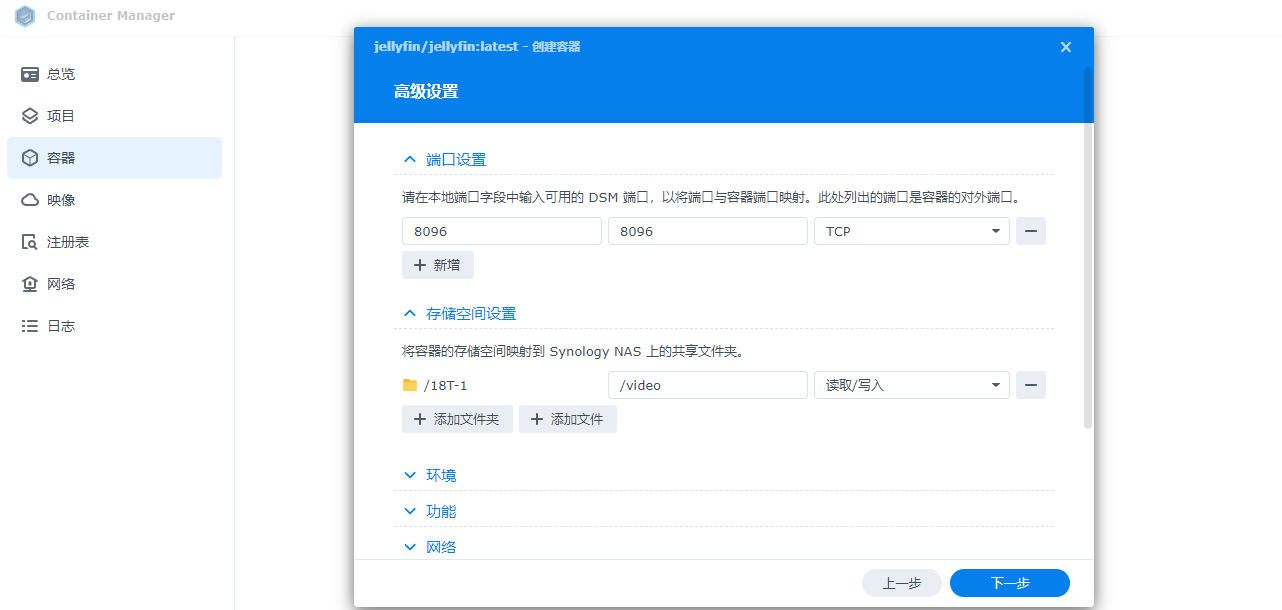 Container Manager
总览
项目
容器
映像
注册表
网络
日志
jellyfin/jellyfin:latest - 创建容器
高级设置
端口设置
请在本地端口字段中输入可用的 DSM 端口，以将端口与容器端口映射。此处列出的端口是容器的对外端口。
8096 8096 TCP
新增
存储空间设置
将容器的存储空间映射到 Synology NAS 上的共享文件夹。
/18T-1 /video 读取/写入
添加文件夹 添加文件
环境
功能
网络
上一步 下一步